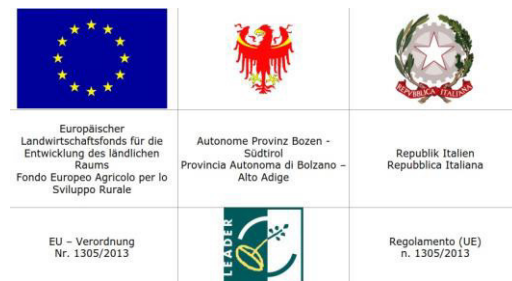 REPVBBLICA ITALIANA
Europäischer
Landwirtschaftsfonds für die
Entwicklung des ländlichen
Raums
Fondo Europeo Agricolo per lo
Sviluppo Rurale
Autonome Provinz Bozen -
Südtirol
Provincia Autonoma di Bolzano –
Alto Adige
Republik Italien
Repubblica Italiana
EU – Verordnung
Nr. 1305/2013
LEADER
Regolamento (UE)
n. 1305/2013